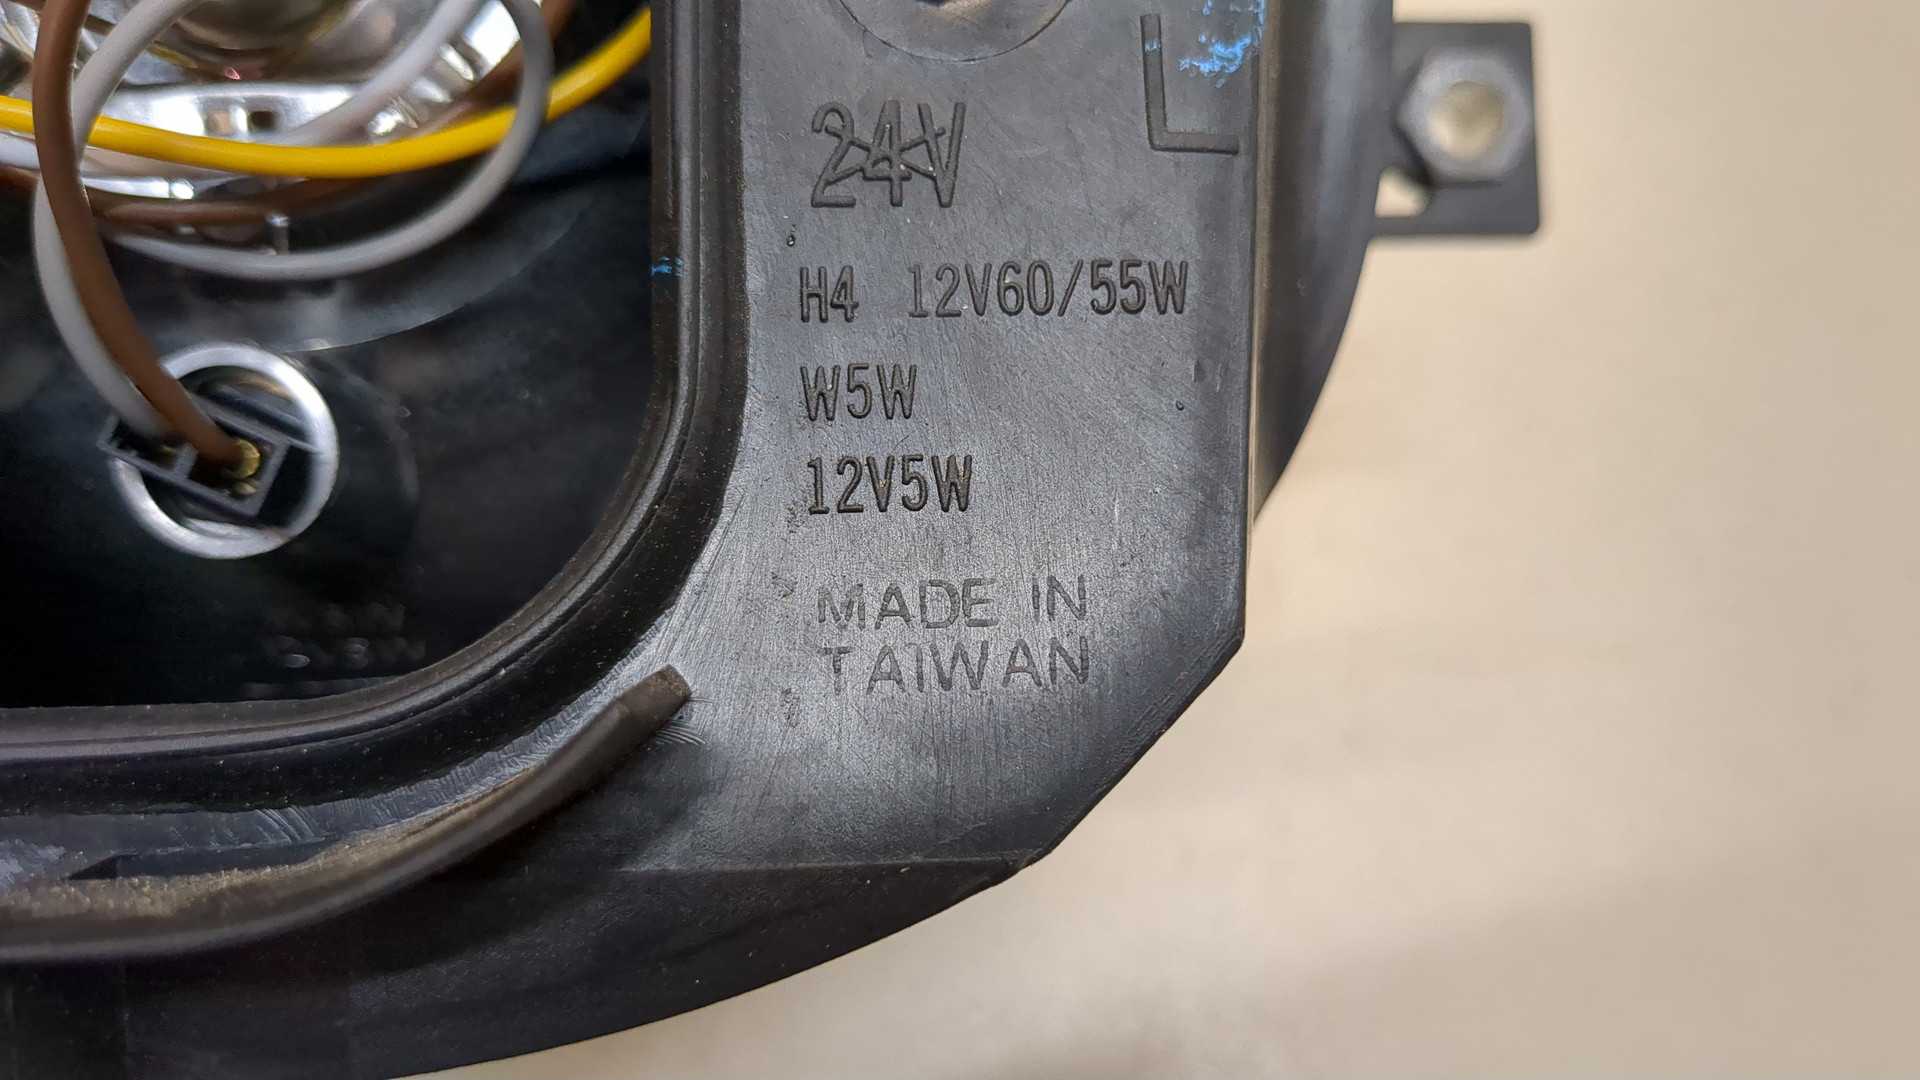 L
24V
H4 12V60/55W
W5W
12V5W
MADE IN
TAIWAN